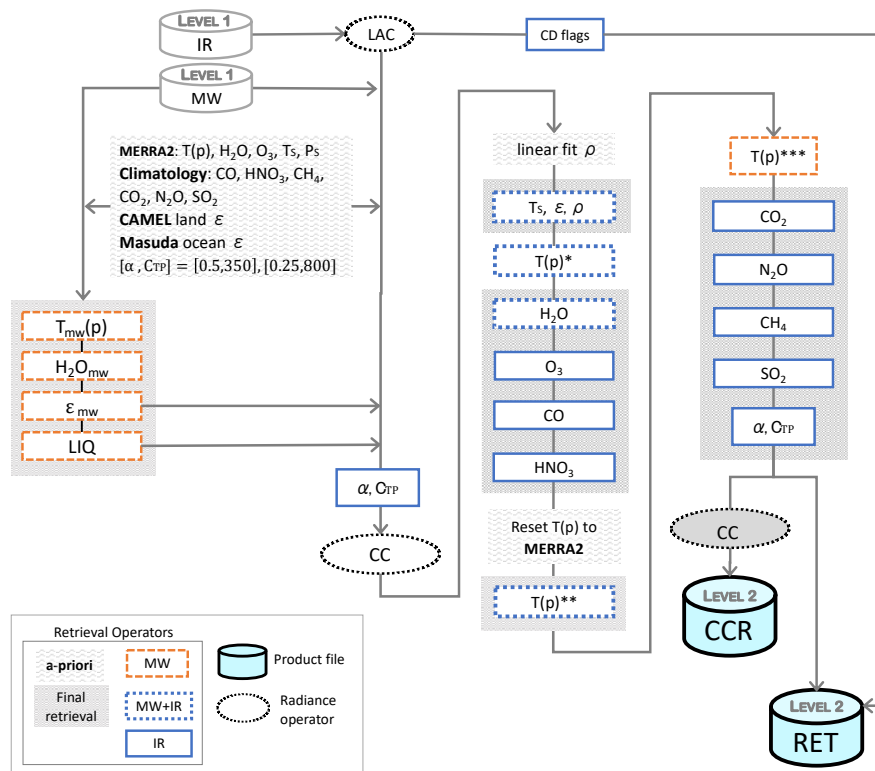 LEVEL 1
IR
LAC
CD flags
LEVEL 1
MW
MERRA2: T(p), H₂O, O₃, Ts, Ps
Climatology: CO, HNO₃, CH₄,
CO₂, N₂O, SO₂
CAMEL land ε
Masuda ocean ε
[α , CTP] = [0.5,350], [0.25,800]
Tmw(p)
H₂Omw
εmw
LIQ
α, CTP
CC
linear fit ρ
Ts, ε, ρ
T(p)*
H₂O
O₃
CO
HNO₃
Reset T(p) to
MERRA2
T(p)**
T(p)***
CO₂
N₂O
CH₄
SO₂
α, CTP
CC
LEVEL 2
CCR
LEVEL 2
RET
Retrieval Operators
a-priori
MW
Final
retrieval
MW+IR
IR
Product file
Radiance
operator